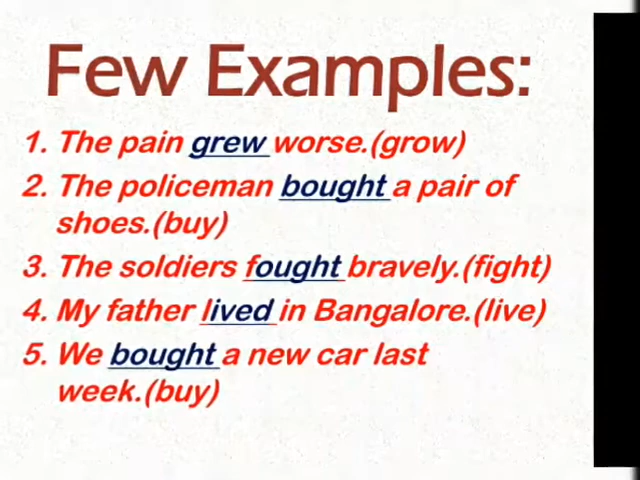 Few Examples:
1. The pain grew worse.(grow)
2. The policeman bought a pair of
shoes.(buy)
3. The soldiers fought bravely.(fight)
4. My father lived in Bangalore.(live)
5. We bought a new car last
week.(buy)